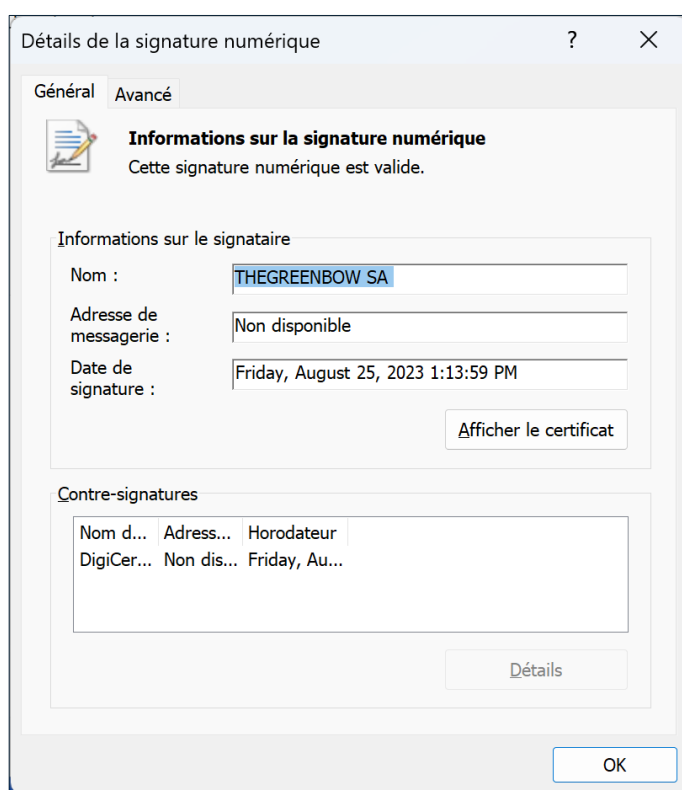 Détails de la signature numérique
?
Général
Avancé
Informations sur la signature numérique
Cette signature numérique est valide.
Informations sur le signataire
Nom :
THEGREENBOW SA
Adresse de
messagerie :
Non disponible
Date de
signature :
Friday, August 25, 2023 1:13:59 PM
Afficher le certificat
Contre-signatures
Nom d... Adress... Horodateur
DigiCer... Non dis... Friday, Au...
Détails
OK